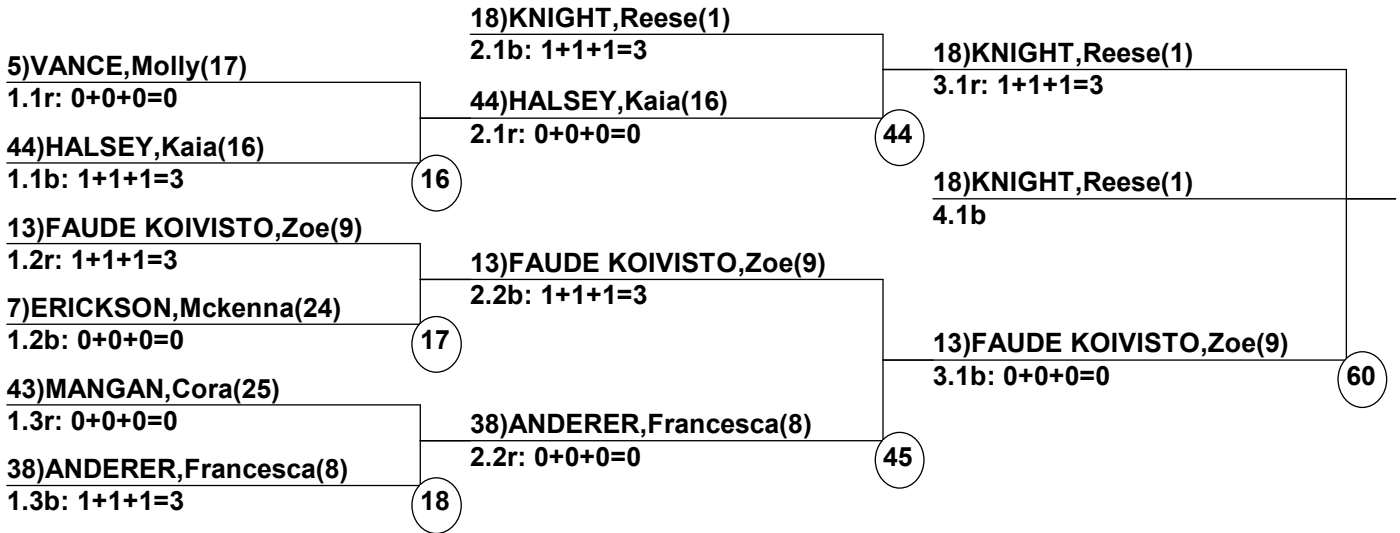 5)VANCE,Molly(17)
1.1r: 0+0+0=0
44)HALSEY,Kaia(16)
1.1b: 1+1+1=3
16
13)FAUDE KOIVISTO,Zoe(9)
1.2r: 1+1+1=3
7)ERICKSON,Mckenna(24)
1.2b: 0+0+0=0
17
43)MANGAN,Cora(25)
1.3r: 0+0+0=0
38)ANDERER,Francesca(8)
1.3b: 1+1+1=3
18
18)KNIGHT,Reese(1)
2.1b: 1+1+1=3
44)HALSEY,Kaia(16)
2.1r: 0+0+0=0
44
13)FAUDE KOIVISTO,Zoe(9)
2.2b: 1+1+1=3
38)ANDERER,Francesca(8)
2.2r: 0+0+0=0
45
18)KNIGHT,Reese(1)
3.1r: 1+1+1=3
18)KNIGHT,Reese(1)
4.1b
13)FAUDE KOIVISTO,Zoe(9)
3.1b: 0+0+0=0
60